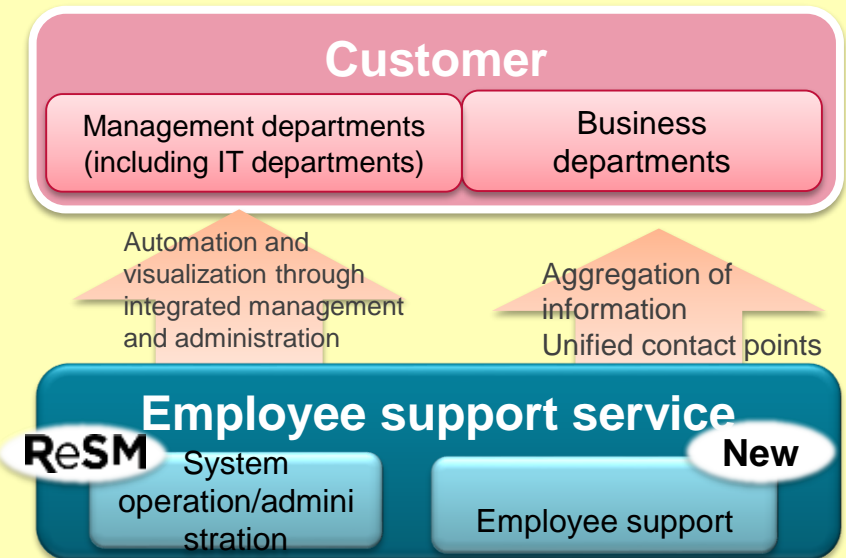 Customer
Management departments
(including IT departments)
Business
departments
Automation and
visualization through
integrated management
and administration
Aggregation of
information
Unified contact points
Employee support service
ReSM
New
System
operation/admini
stration
Employee support